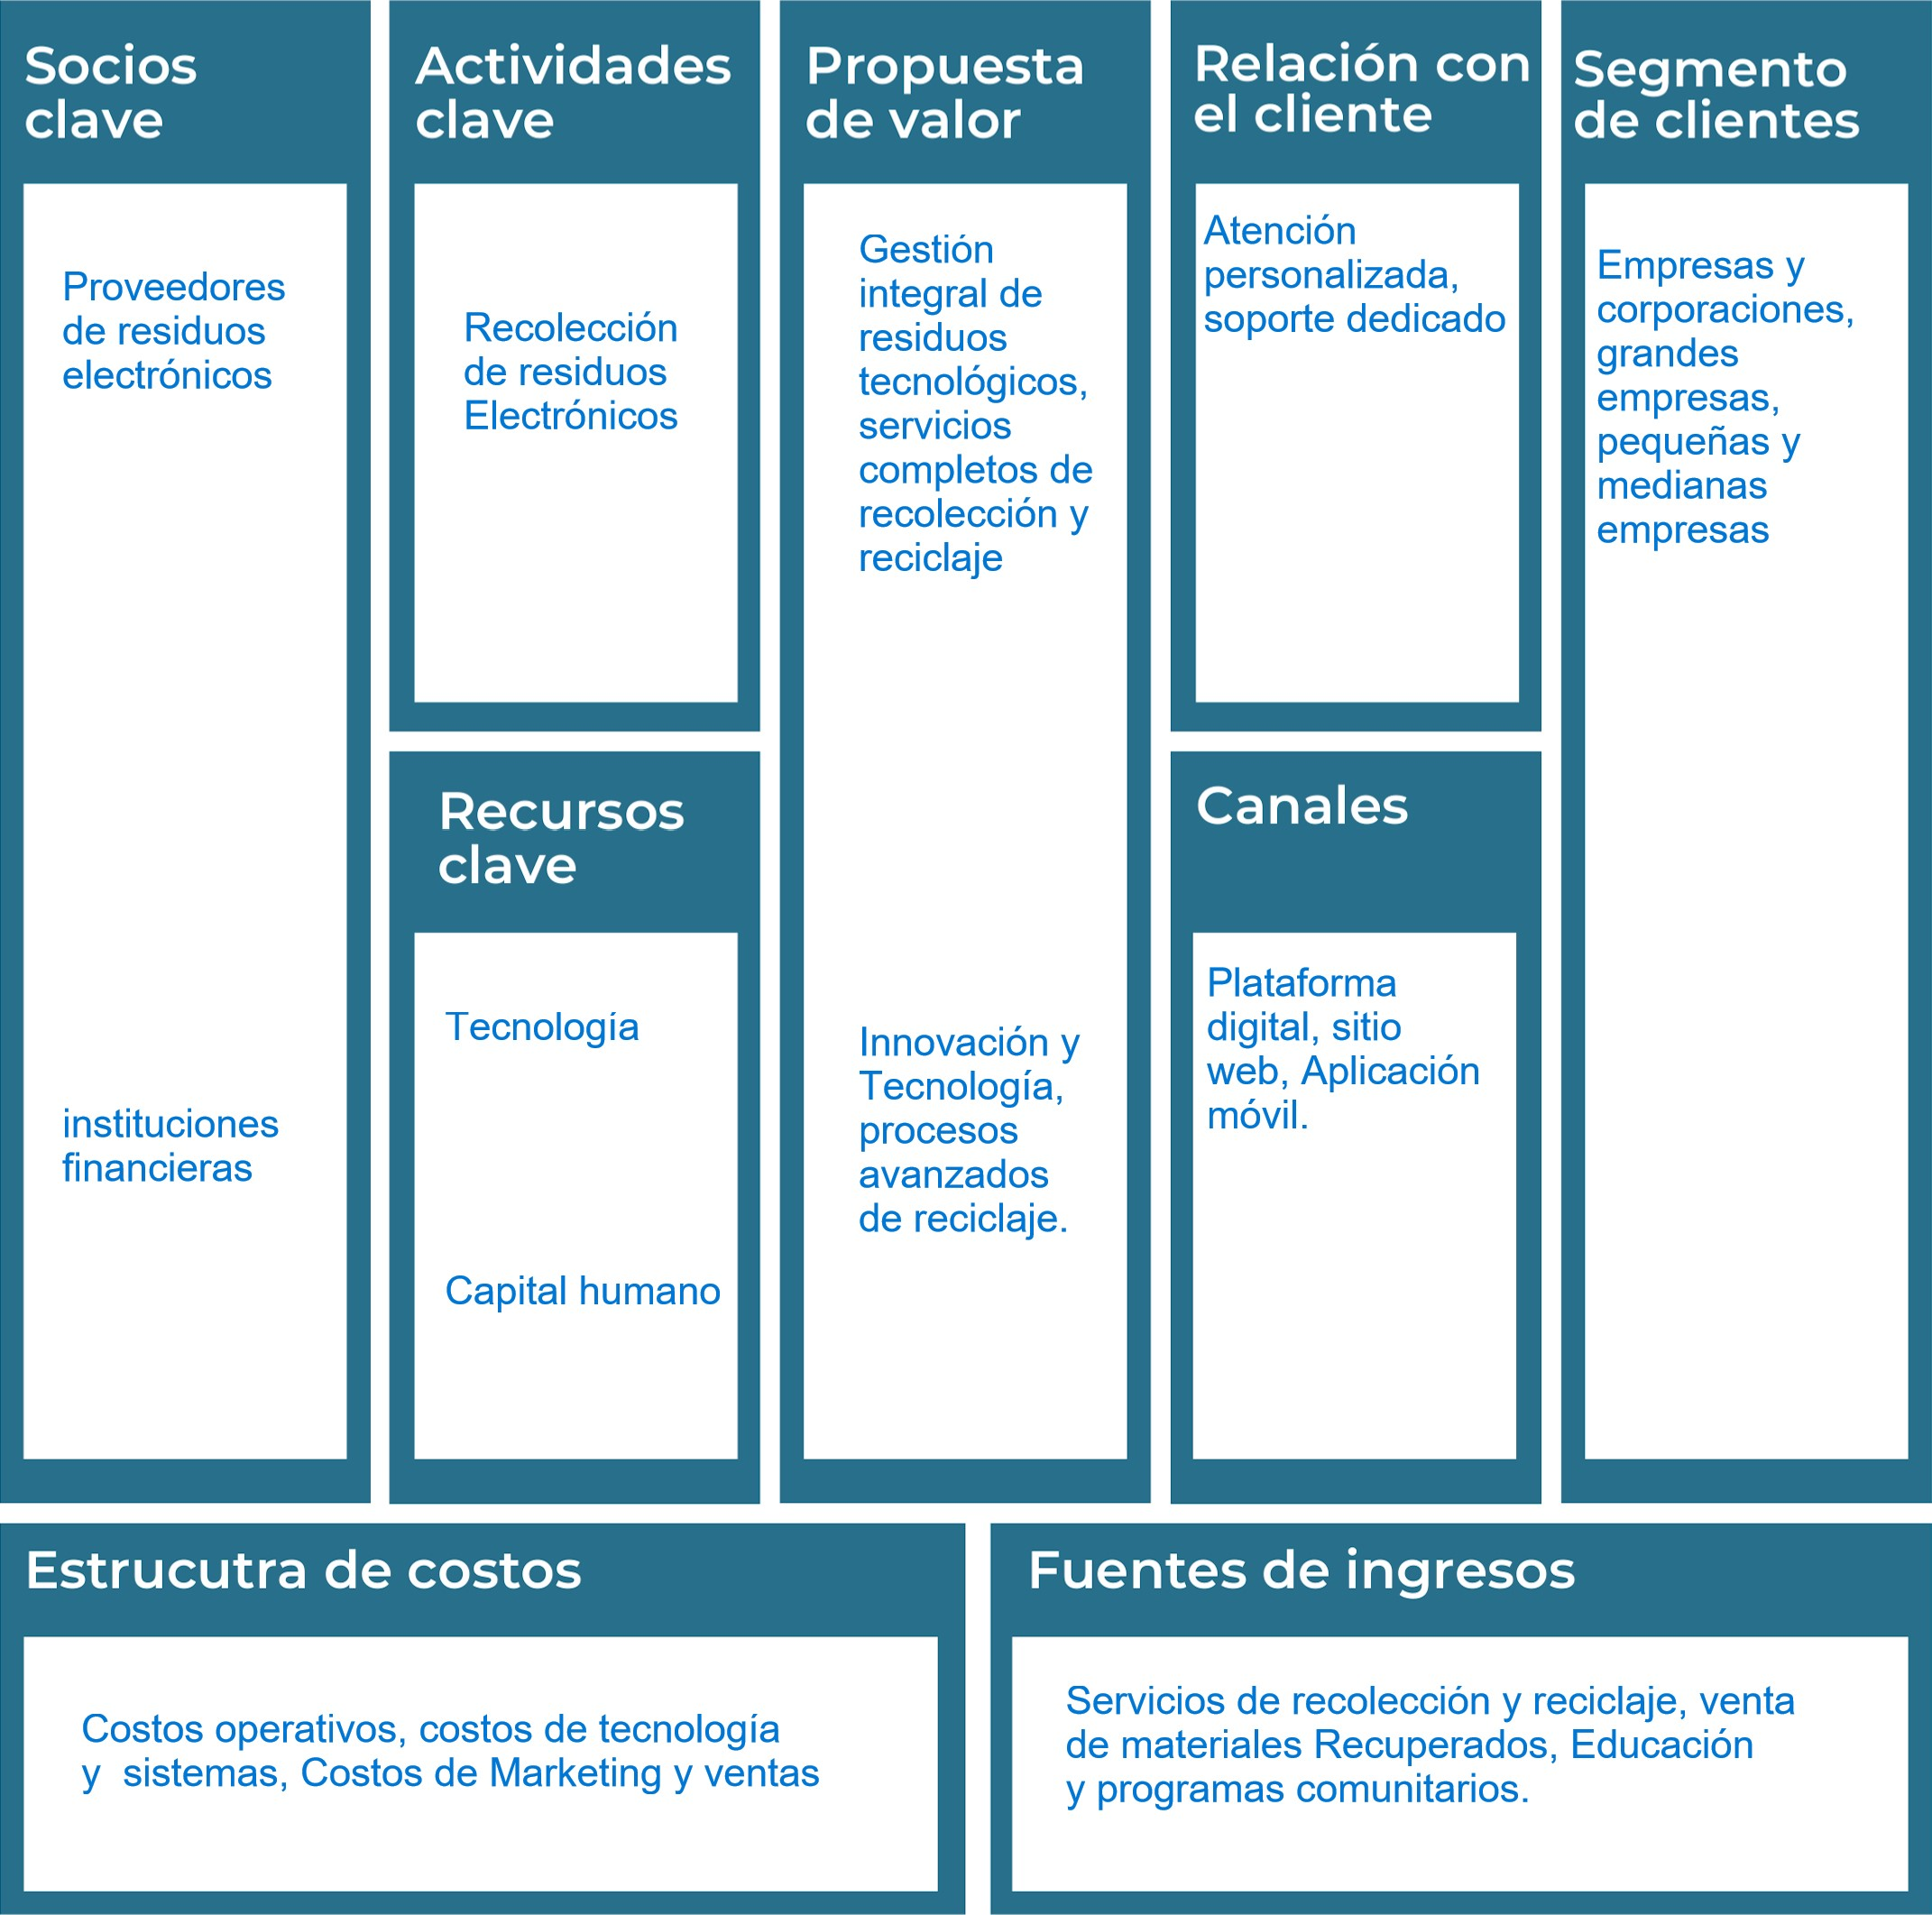 Socios
clave
Proveedores
de residuos
electrónicos
instituciones
financieras
Actividades
clave
Recolección
de residuos
Electrónicos
Recursos
clave
Tecnología
Capital humano
Propuesta
de valor
Gestión
integral de
residuos
tecnológicos,
servicios
completos de
recolección y
reciclaje
Innovación y
Tecnología,
procesos
avanzados
de reciclaje.
Relación con
el cliente
Atención
personalizada,
soporte dedicado
Canales
Plataforma
digital, sitio
web, Aplicación
móvil.
Segmento
de clientes
Empresas y
corporaciones,
grandes
empresas,
pequeñas y
medianas
empresas
Estrucutra de costos
Costos operativos, costos de tecnología
y  sistemas, Costos de Marketing y ventas
Fuentes de ingresos
Servicios de recolección y reciclaje, venta
de materiales Recuperados, Educación
y programas comunitarios.